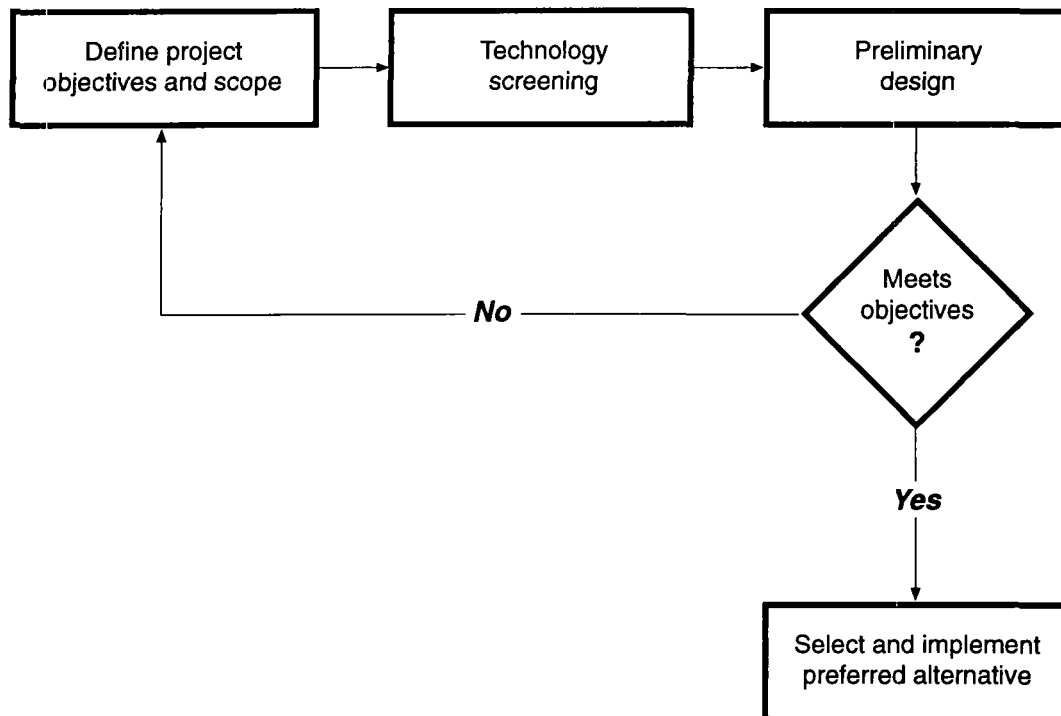 Define project
objectives and scope
Technology
screening
Preliminary
design
Meets
objectives
?
No
Yes
Select and implement
preferred alternative